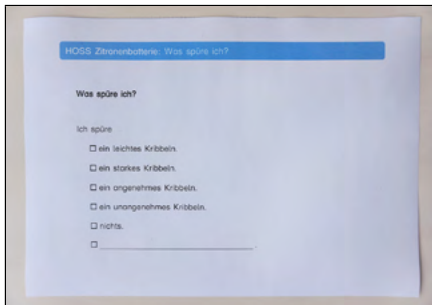 HOSS Zitronenbatterie: Was spüre ich?
Was spüre ich?
Ich spüre
☐ ein leichtes Kribbeln.
☐ ein starkes Kribbeln.
☐ ein angenehmes Kribbeln.
☐ ein unangenehmes Kribbeln.
☐ nichts.
☐ ______________________________.